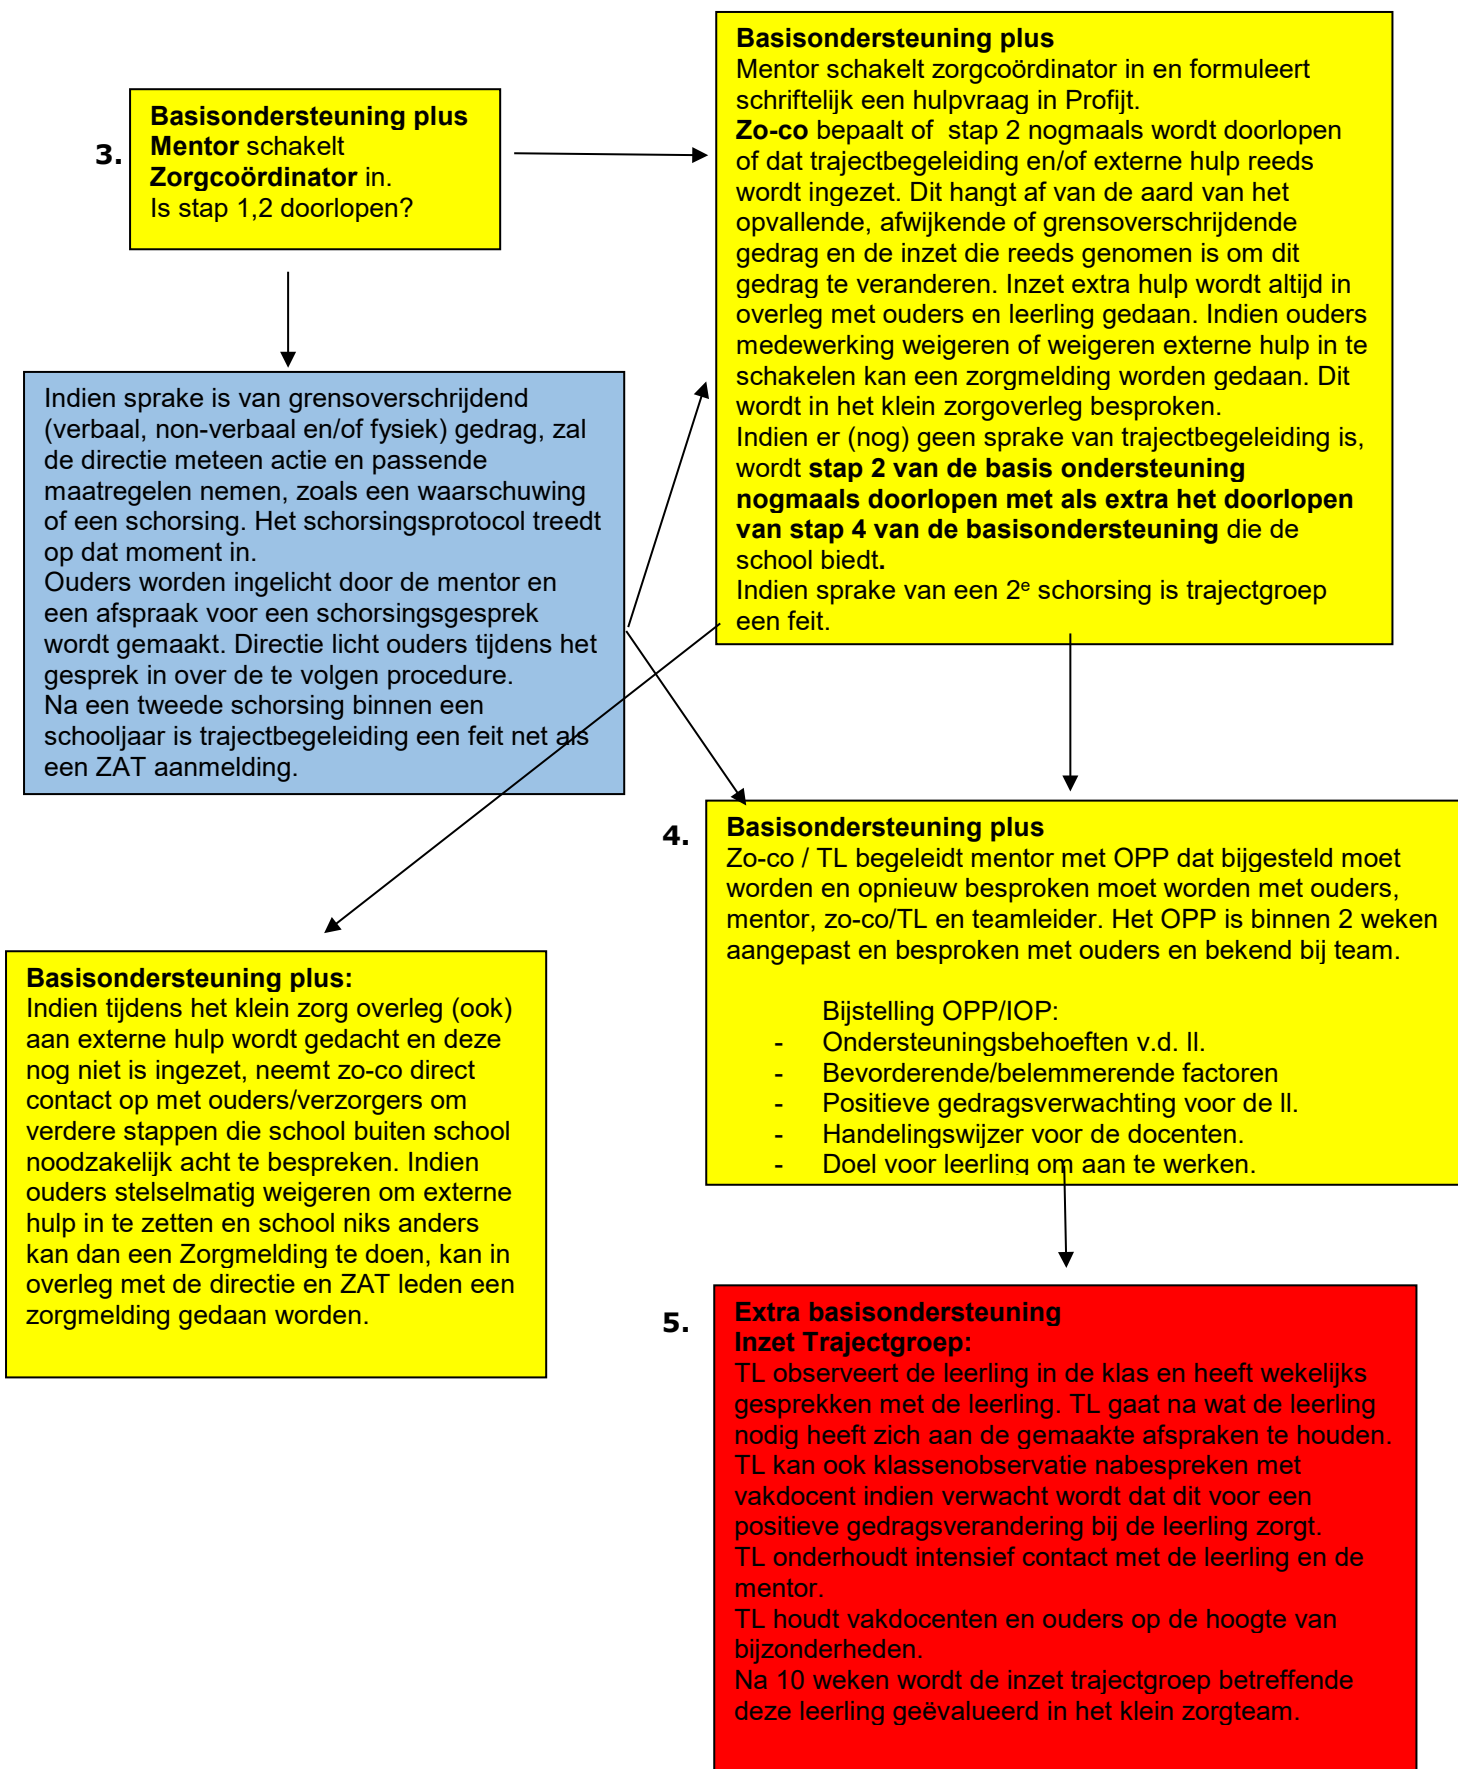 3.
Basisondersteuning plus
Mentor schakelt
Zorgcoördinator in.
Is stap 1,2 doorlopen?
Basisondersteuning plus
Mentor schakelt zorgcoördinator in en formuleert
schriftelijk een hulpvraag in Profijt.
Zo-co bepaalt of stap 2 nogmaals wordt doorlopen
of dat trajectbegeleiding en/of externe hulp reeds
wordt ingezet. Dit hangt af van de aard van het
opvallende, afwijkende of grensoverschrijdende
gedrag en de inzet die reeds genomen is om dit
gedrag te veranderen. Inzet extra hulp wordt altijd in
overleg met ouders en leerling gedaan. Indien ouders
medewerking weigeren of weigeren externe hulp in te
schakelen kan een zorgmelding worden gedaan. Dit
wordt in het klein zorgoverleg besproken.
Indien er (nog) geen sprake van trajectbegeleiding is,
wordt stap 2 van de basis ondersteuning
nogmaals doorlopen met als extra het doorlopen
van stap 4 van de basisondersteuning die de
school biedt.
Indien sprake van een 2e schorsing is trajectgroep
een feit.
Indien sprake is van grensoverschrijdend
(verbaal, non-verbaal en/of fysiek) gedrag, zal
de directie meteen actie en passende
maatregelen nemen, zoals een waarschuwing
of een schorsing. Het schorsingsprotocol treedt
op dat moment in.
Ouders worden ingelicht door de mentor en
een afspraak voor een schorsingsgesprek
wordt gemaakt. Directie licht ouders tijdens het
gesprek in over de te volgen procedure.
Na een tweede schorsing binnen een
schooljaar is trajectbegeleiding een feit net als
een ZAT aanmelding.
4.
Basisondersteuning plus
Zo-co / TL begeleidt mentor met OPP dat bijgesteld moet
worden en opnieuw besproken moet worden met ouders,
mentor, zo-co/TL en teamleider. Het OPP is binnen 2 weken
aangepast en besproken met ouders en bekend bij team.
Bijstelling OPP/IOP:
- Ondersteuningsbehoeften v.d. ll.
- Bevorderende/belemmerende factoren
- Positieve gedragsverwachting voor de ll.
- Handelingswijzer voor de docenten.
- Doel voor leerling om aan te werken.
Basisondersteuning plus:
Indien tijdens het klein zorg overleg (ook)
aan externe hulp wordt gedacht en deze
nog niet is ingezet, neemt zo-co direct
contact op met ouders/verzorgers om
verdere stappen die school buiten school
noodzakelijk acht te bespreken. Indien
ouders stelselmatig weigeren om externe
hulp in te zetten en school niks anders
kan dan een Zorgmelding te doen, kan in
overleg met de directie en ZAT leden een
zorgmelding gedaan worden.
5.
Extra basisondersteuning
Inzet Trajectgroep:
TL observeert de leerling in de klas en heeft wekelijks
gesprekken met de leerling. TL gaat na wat de leerling
nodig heeft zich aan de gemaakte afspraken te houden.
TL kan ook klassenobservatie nabespreken met
vakdocent indien verwacht wordt dat dit voor een
positieve gedragsverandering bij de leerling zorgt.
TL onderhoudt intensief contact met de leerling en de
mentor.
TL houdt vakdocenten en ouders op de hoogte van
bijzonderheden.
Na 10 weken wordt de inzet trajectgroep betreffende
deze leerling geëvalueerd in het klein zorgteam.